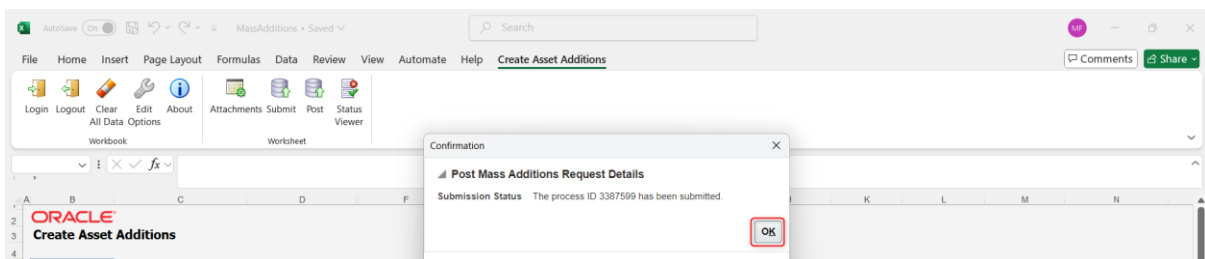 AutoSave On MassAdditions • Saved Search MF
File Home Insert Page Layout Formulas Data Review View Automate Help Create Asset Additions Comments Share
Login Logout Clear All Data Edit Options About Attachments Submit Post Status Viewer
Workbook Worksheet
fx
Confirmation
Post Mass Additions Request Details
Submission Status The process ID 3387599 has been submitted.
OK
A B C D F K L M N
2 ORACLE
3 Create Asset Additions
4